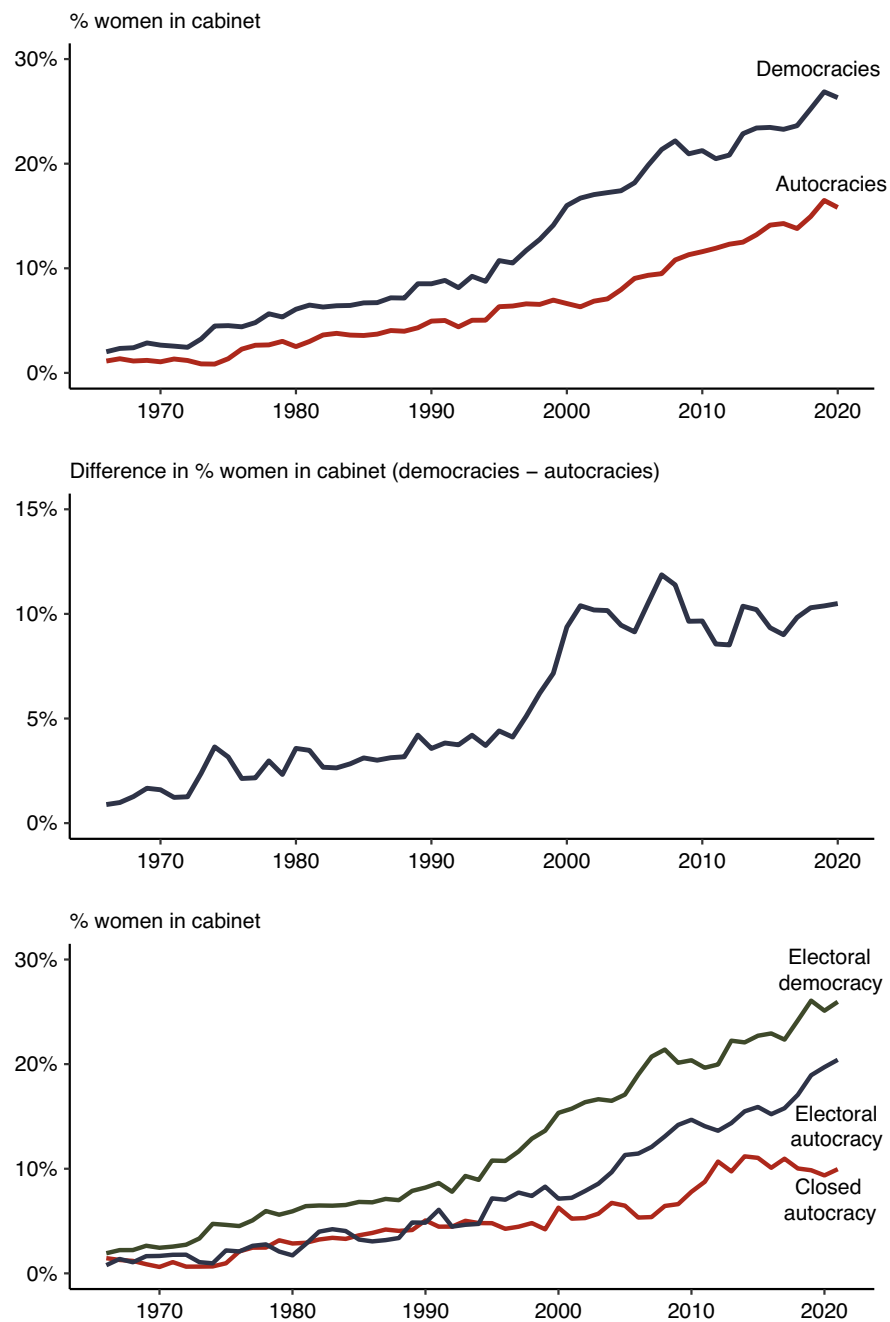 % women in cabinet
30%
20%
10%
0%
Democracies
Autocracies
1970 1980 1990 2000 2010 2020
Difference in % women in cabinet (democracies − autocracies)
15%
10%
5%
0%
1970 1980 1990 2000 2010 2020
% women in cabinet
30%
20%
10%
0%
Electoral
democracy
Electoral
autocracy
Closed
autocracy
1970 1980 1990 2000 2010 2020